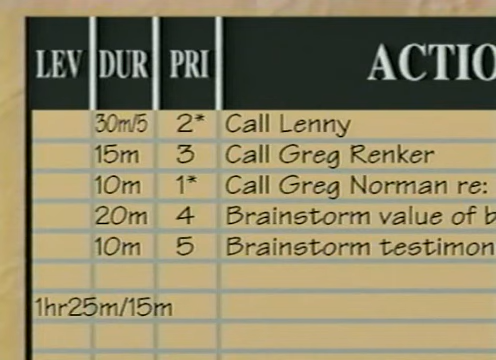 LEV DUR PRI ACTIO
30m/5 2* Call Lenny
15m 3 Call Greg Renker
10m 1* Call Greg Norman re:
20m 4 Brainstorm value of b
10m 5 Brainstorm testimon
1hr25m/15m